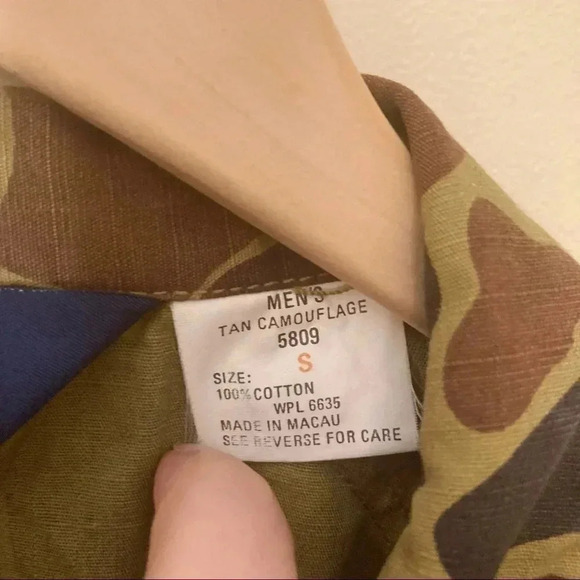 MEN'S
TAN CAMOUFLAGE
5809
S
SIZE:
100% COTTON
WPL 6635
MADE IN MACAU
SEE REVERSE FOR CARE